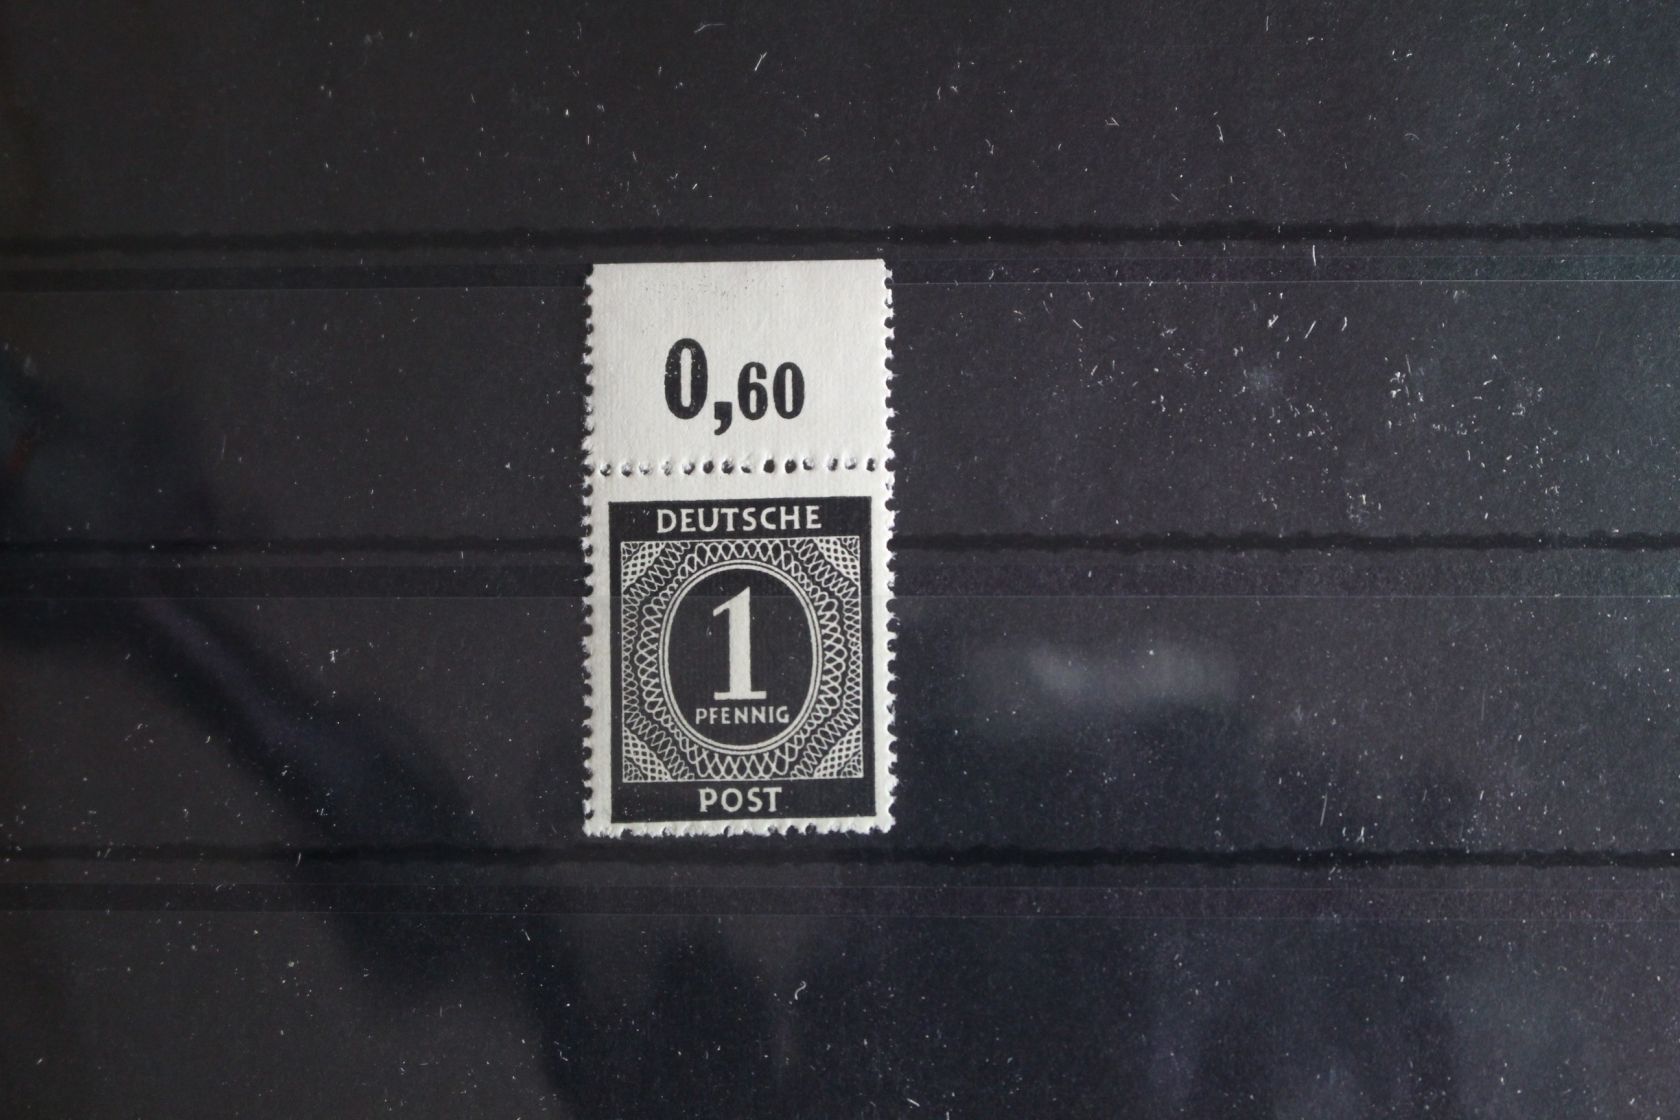 0,60
DEUTSCHE
1
PFENNIG
POST